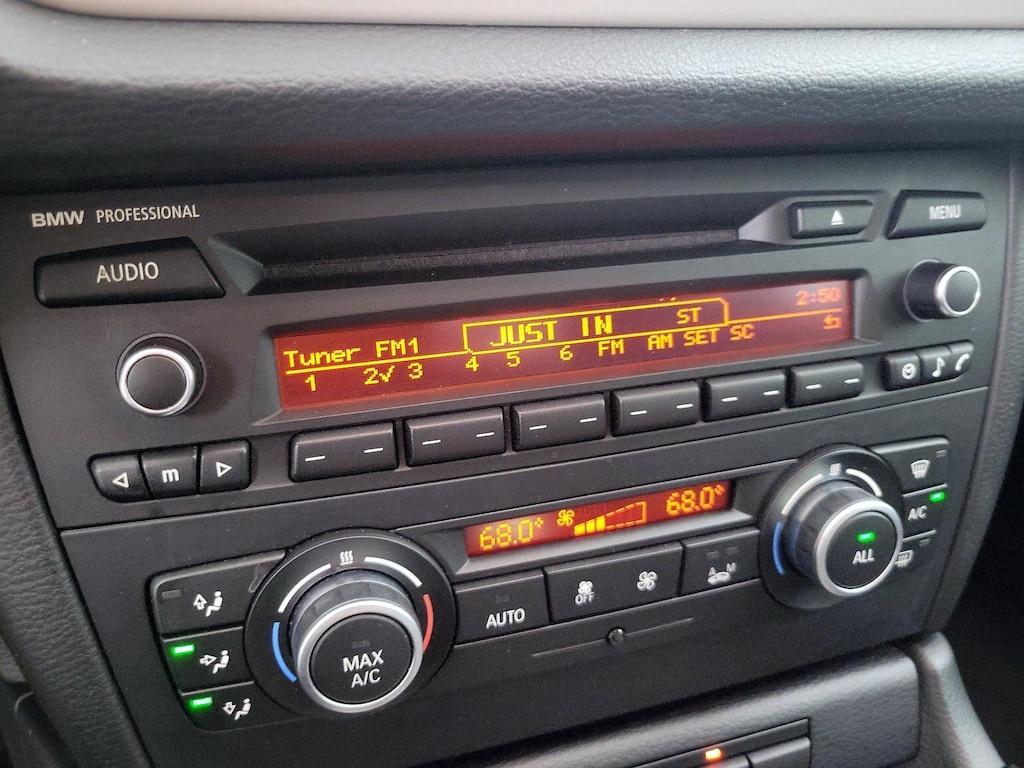 BMW PROFESSIONAL
MENU
AUDIO
2:50
Tuner FM1 JUST IN ST
1 2√ 3 4 5 6 FM AM SET SC
m
68.0° 68.0°
A/C
ALL
OFF
A M
AUTO
MAX
A/C